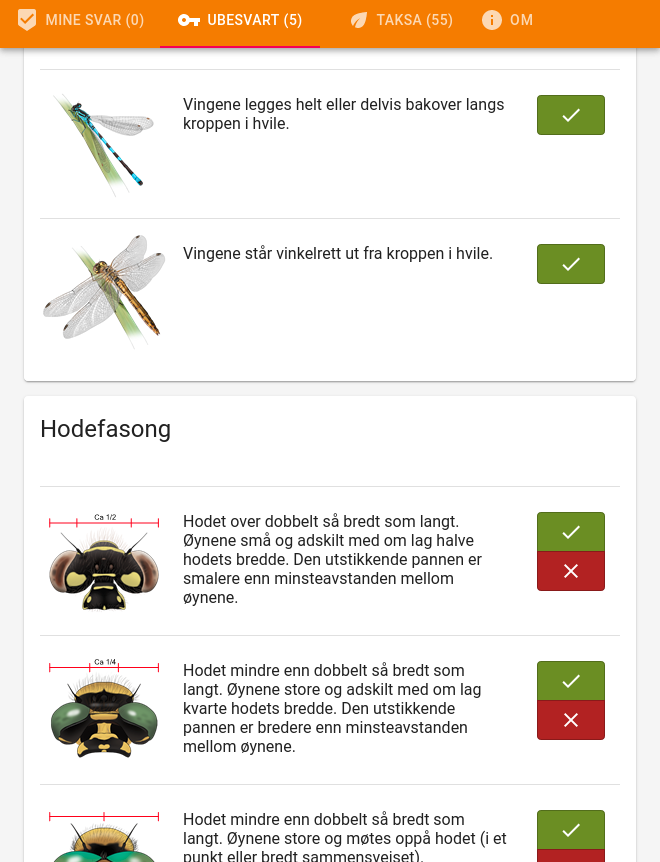 MINE SVAR (0)
UBESVART (5)
TAKSA (55)
OM
Vingene legges helt eller delvis bakover langs
kroppen i hvile.
Vingene står vinkelrett ut fra kroppen i hvile.
Hodefasong
Ca 1/2
Hodet over dobbelt så bredt som langt.
Øynene små og adskilt med om lag halve
hodets bredde. Den utstikkende pannen er
smalere enn minsteavstanden mellom
øynene.
Ca 1/4
Hodet mindre enn dobbelt så bredt som
langt. Øynene store og adskilt med om lag
kvarte hodets bredde. Den utstikkende
pannen er bredere enn minsteavstanden
mellom øynene.
Hodet mindre enn dobbelt så bredt som
langt. Øynene store og møtes oppå hodet (i et
punkt eller bredt sammensveiset).